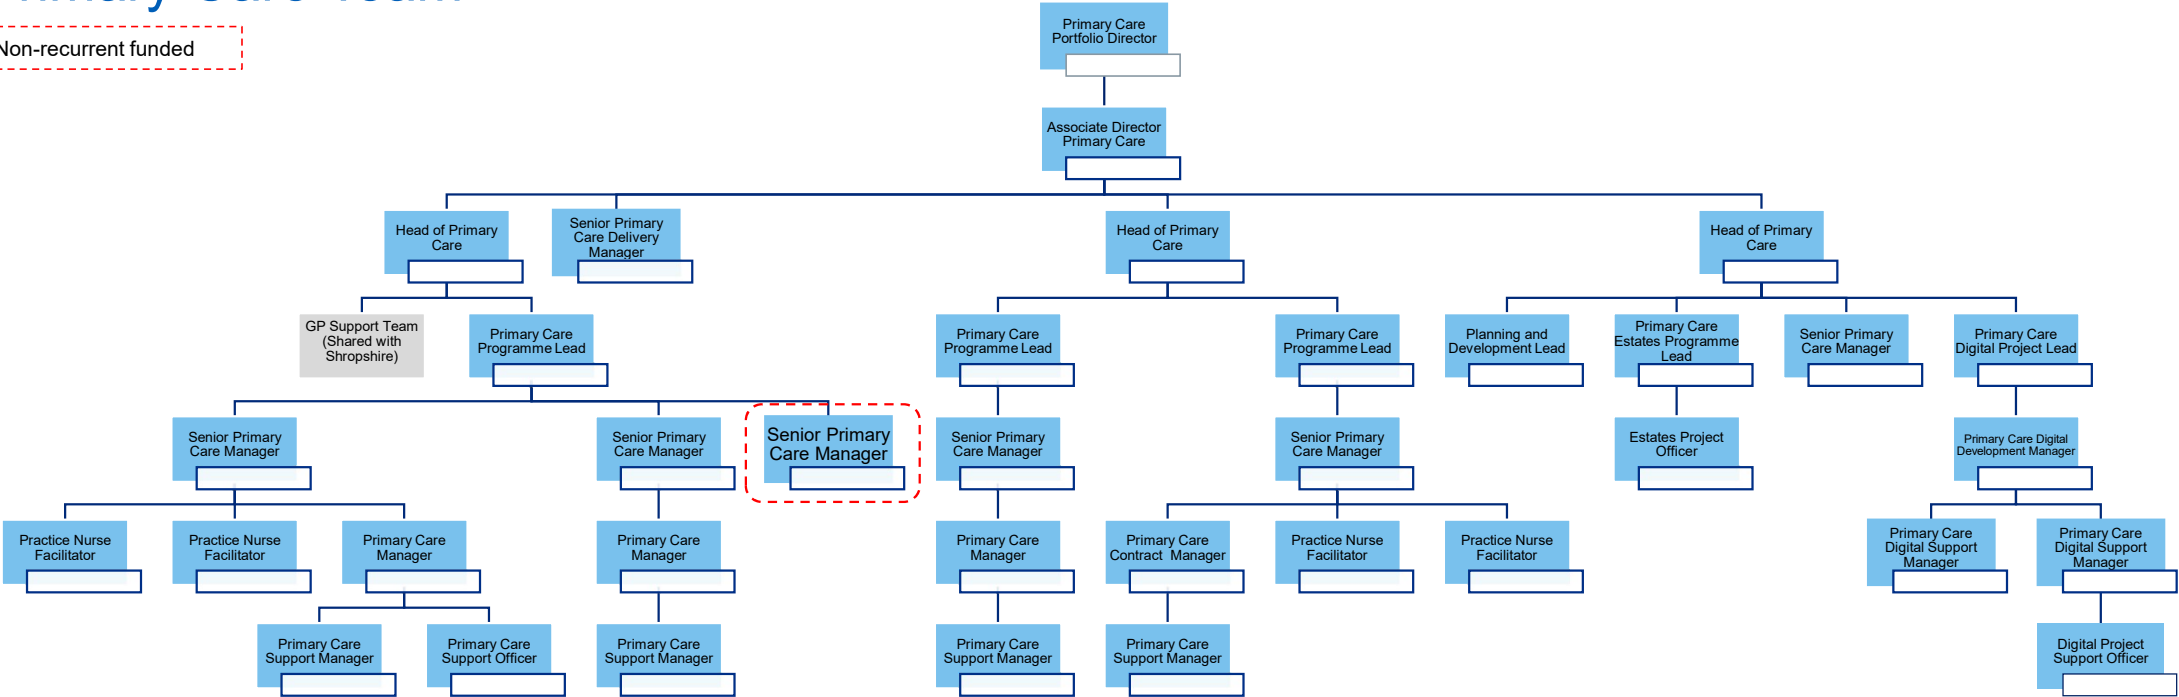 Primary Care Team
Non-recurrent funded
Primary Care
Portfolio Director
Associate Director
Primary Care
Head of Primary
Care
Senior Primary
Care Delivery
Manager
Head of Primary
Care
Head of Primary
Care
GP Support Team
(Shared with
Shropshire)
Primary Care
Programme Lead
Primary Care
Programme Lead
Primary Care
Programme Lead
Planning and
Development Lead
Primary Care
Estates Programme
Lead
Senior Primary
Care Manager
Primary Care
Digital Project Lead
Senior Primary
Care Manager
Senior Primary
Care Manager
Senior Primary
Care Manager
Senior Primary
Care Manager
Senior Primary
Care Manager
Estates Project
Officer
Primary Care Digital
Development Manager
Practice Nurse
Facilitator
Practice Nurse
Facilitator
Primary Care
Manager
Primary Care
Manager
Primary Care
Manager
Primary Care
Contract  Manager
Practice Nurse
Facilitator
Practice Nurse
Facilitator
Primary Care
Digital Support
Manager
Primary Care
Digital Support
Manager
Primary Care
Support Manager
Primary Care
Support Officer
Primary Care
Support Manager
Primary Care
Support Manager
Primary Care
Support Manager
Digital Project
Support Officer